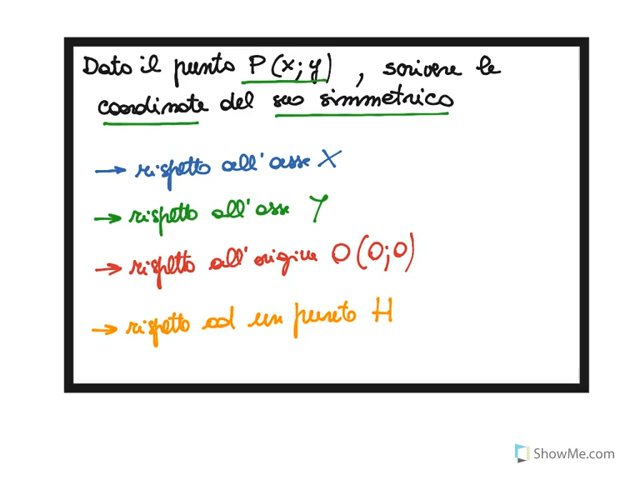 Dato il punto P(x;y), scrivere le
coordinate del suo simmetrico
→ rispetto all'asse X
→ rispetto all'asse Y
→ rispetto all'origine O(0;0)
→ rispetto ad un punto H
ShowMe.com